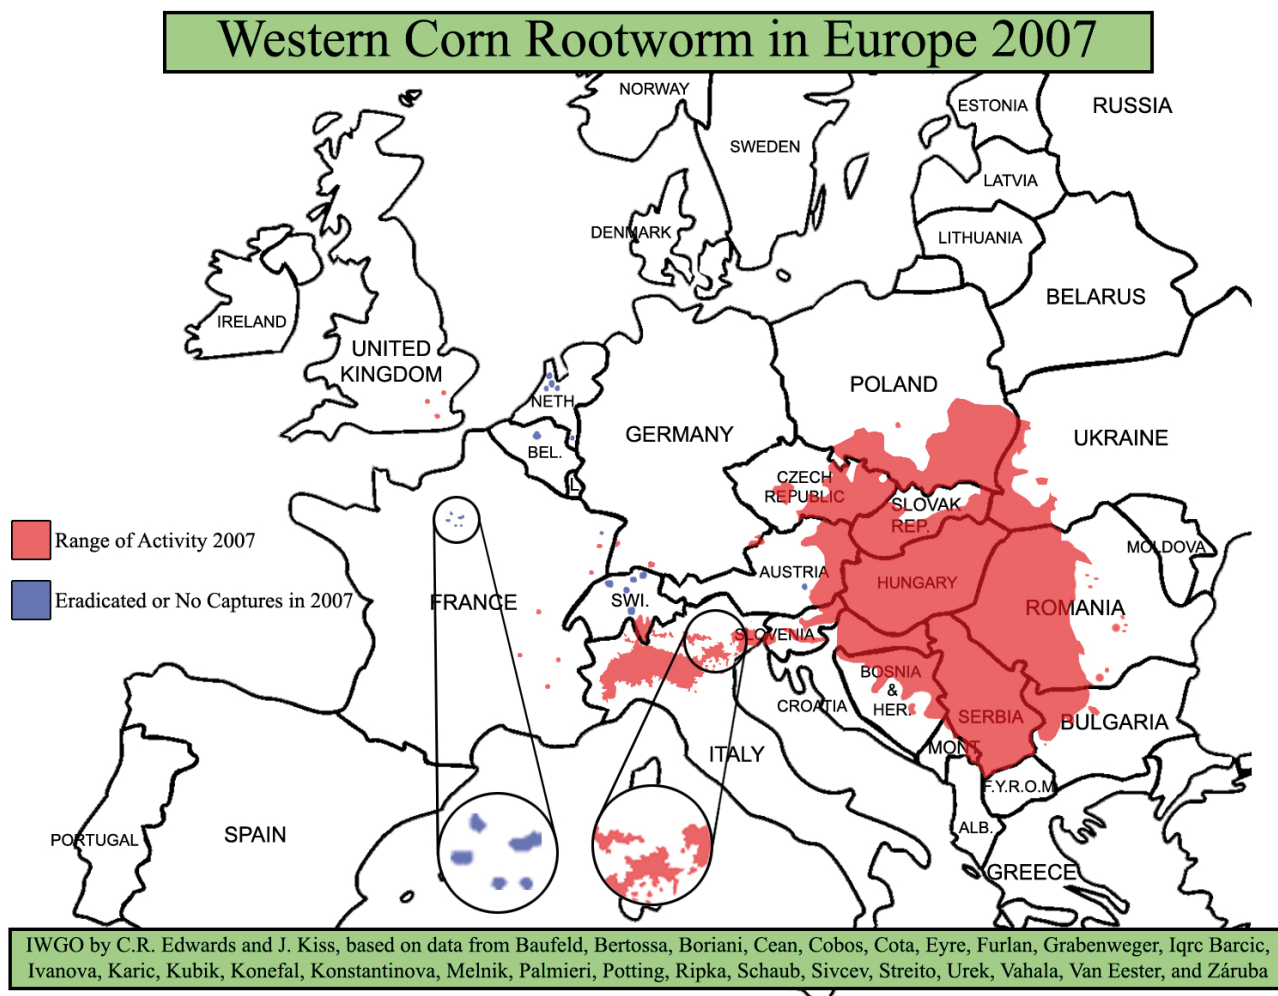 Western Corn Rootworm in Europe 2007
NORWAY
ESTONIA
RUSSIA
SWEDEN
LATVIA
DENMARK
LITHUANIA
BELARUS
IRELAND
UNITED
KINGDOM
POLAND
NETH.
GERMANY
UKRAINE
BEL.
CZECH
REPUBLIC
L.
SLOVAK
REP.
Range of Activity 2007
MOLDOVA
AUSTRIA
HUNGARY
Eradicated or No Captures in 2007
FRANCE
SWI.
ROMANIA
SLOVENIA
BOSNIA
&
HER.
CROATIA
SERBIA
BULGARIA
MONT.
ITALY
F.Y.R.O.M.
ALB.
SPAIN
PORTUGAL
GREECE
IWGO by C.R. Edwards and J. Kiss, based on data from Baufeld, Bertossa, Boriani, Cean, Cobos, Cota, Eyre, Furlan, Grabenweger, Iqrc Barcic,
Ivanova, Karic, Kubik, Konefal, Konstantinova, Melnik, Palmieri, Potting, Ripka, Schaub, Sivcev, Streito, Urek, Vahala, Van Eester, and Záruba